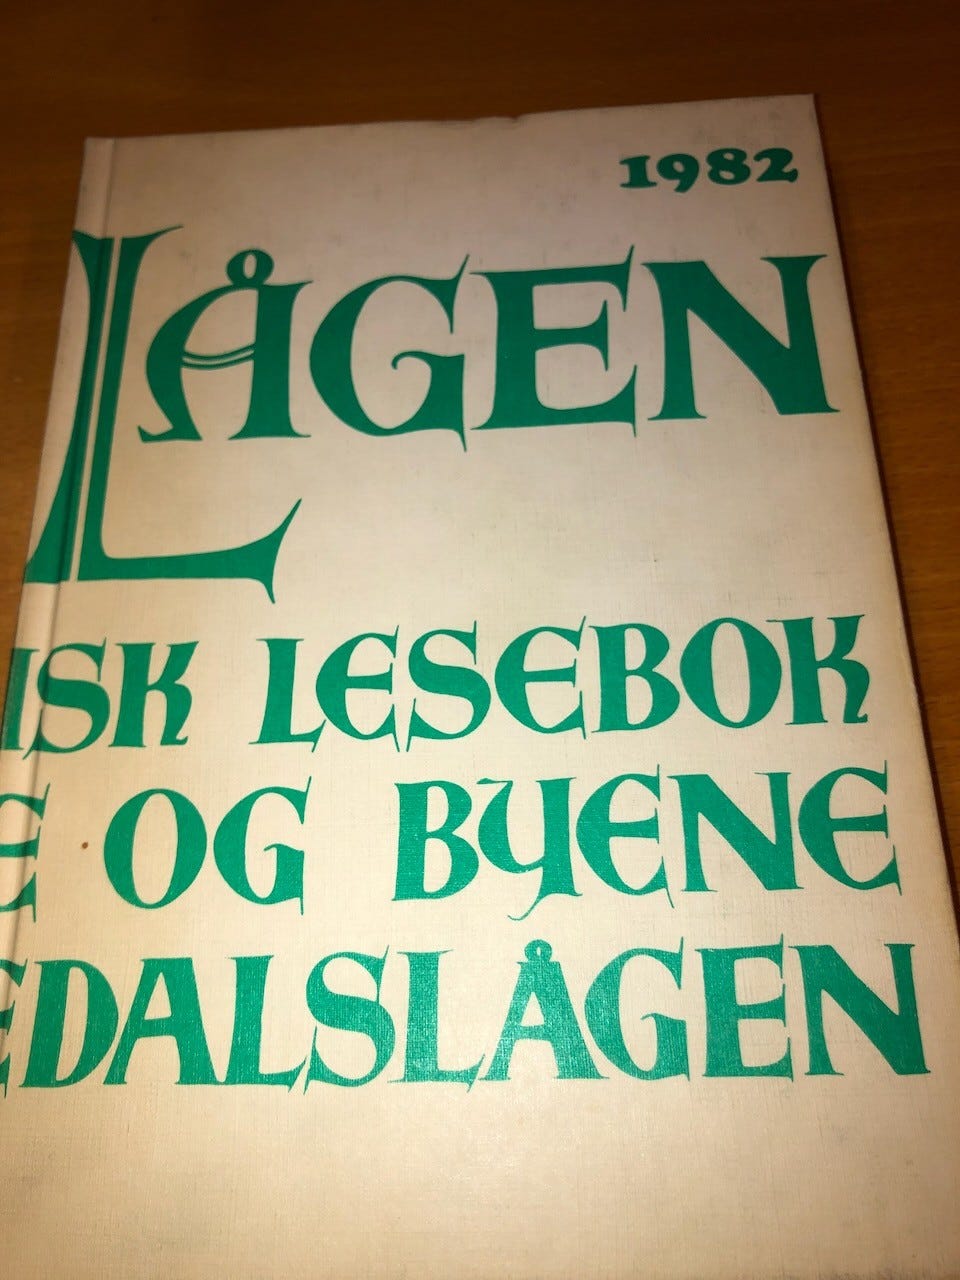 1982
LÅGEN
ISK LESEBOK
E OG BYENE
EDALSLÅGEN